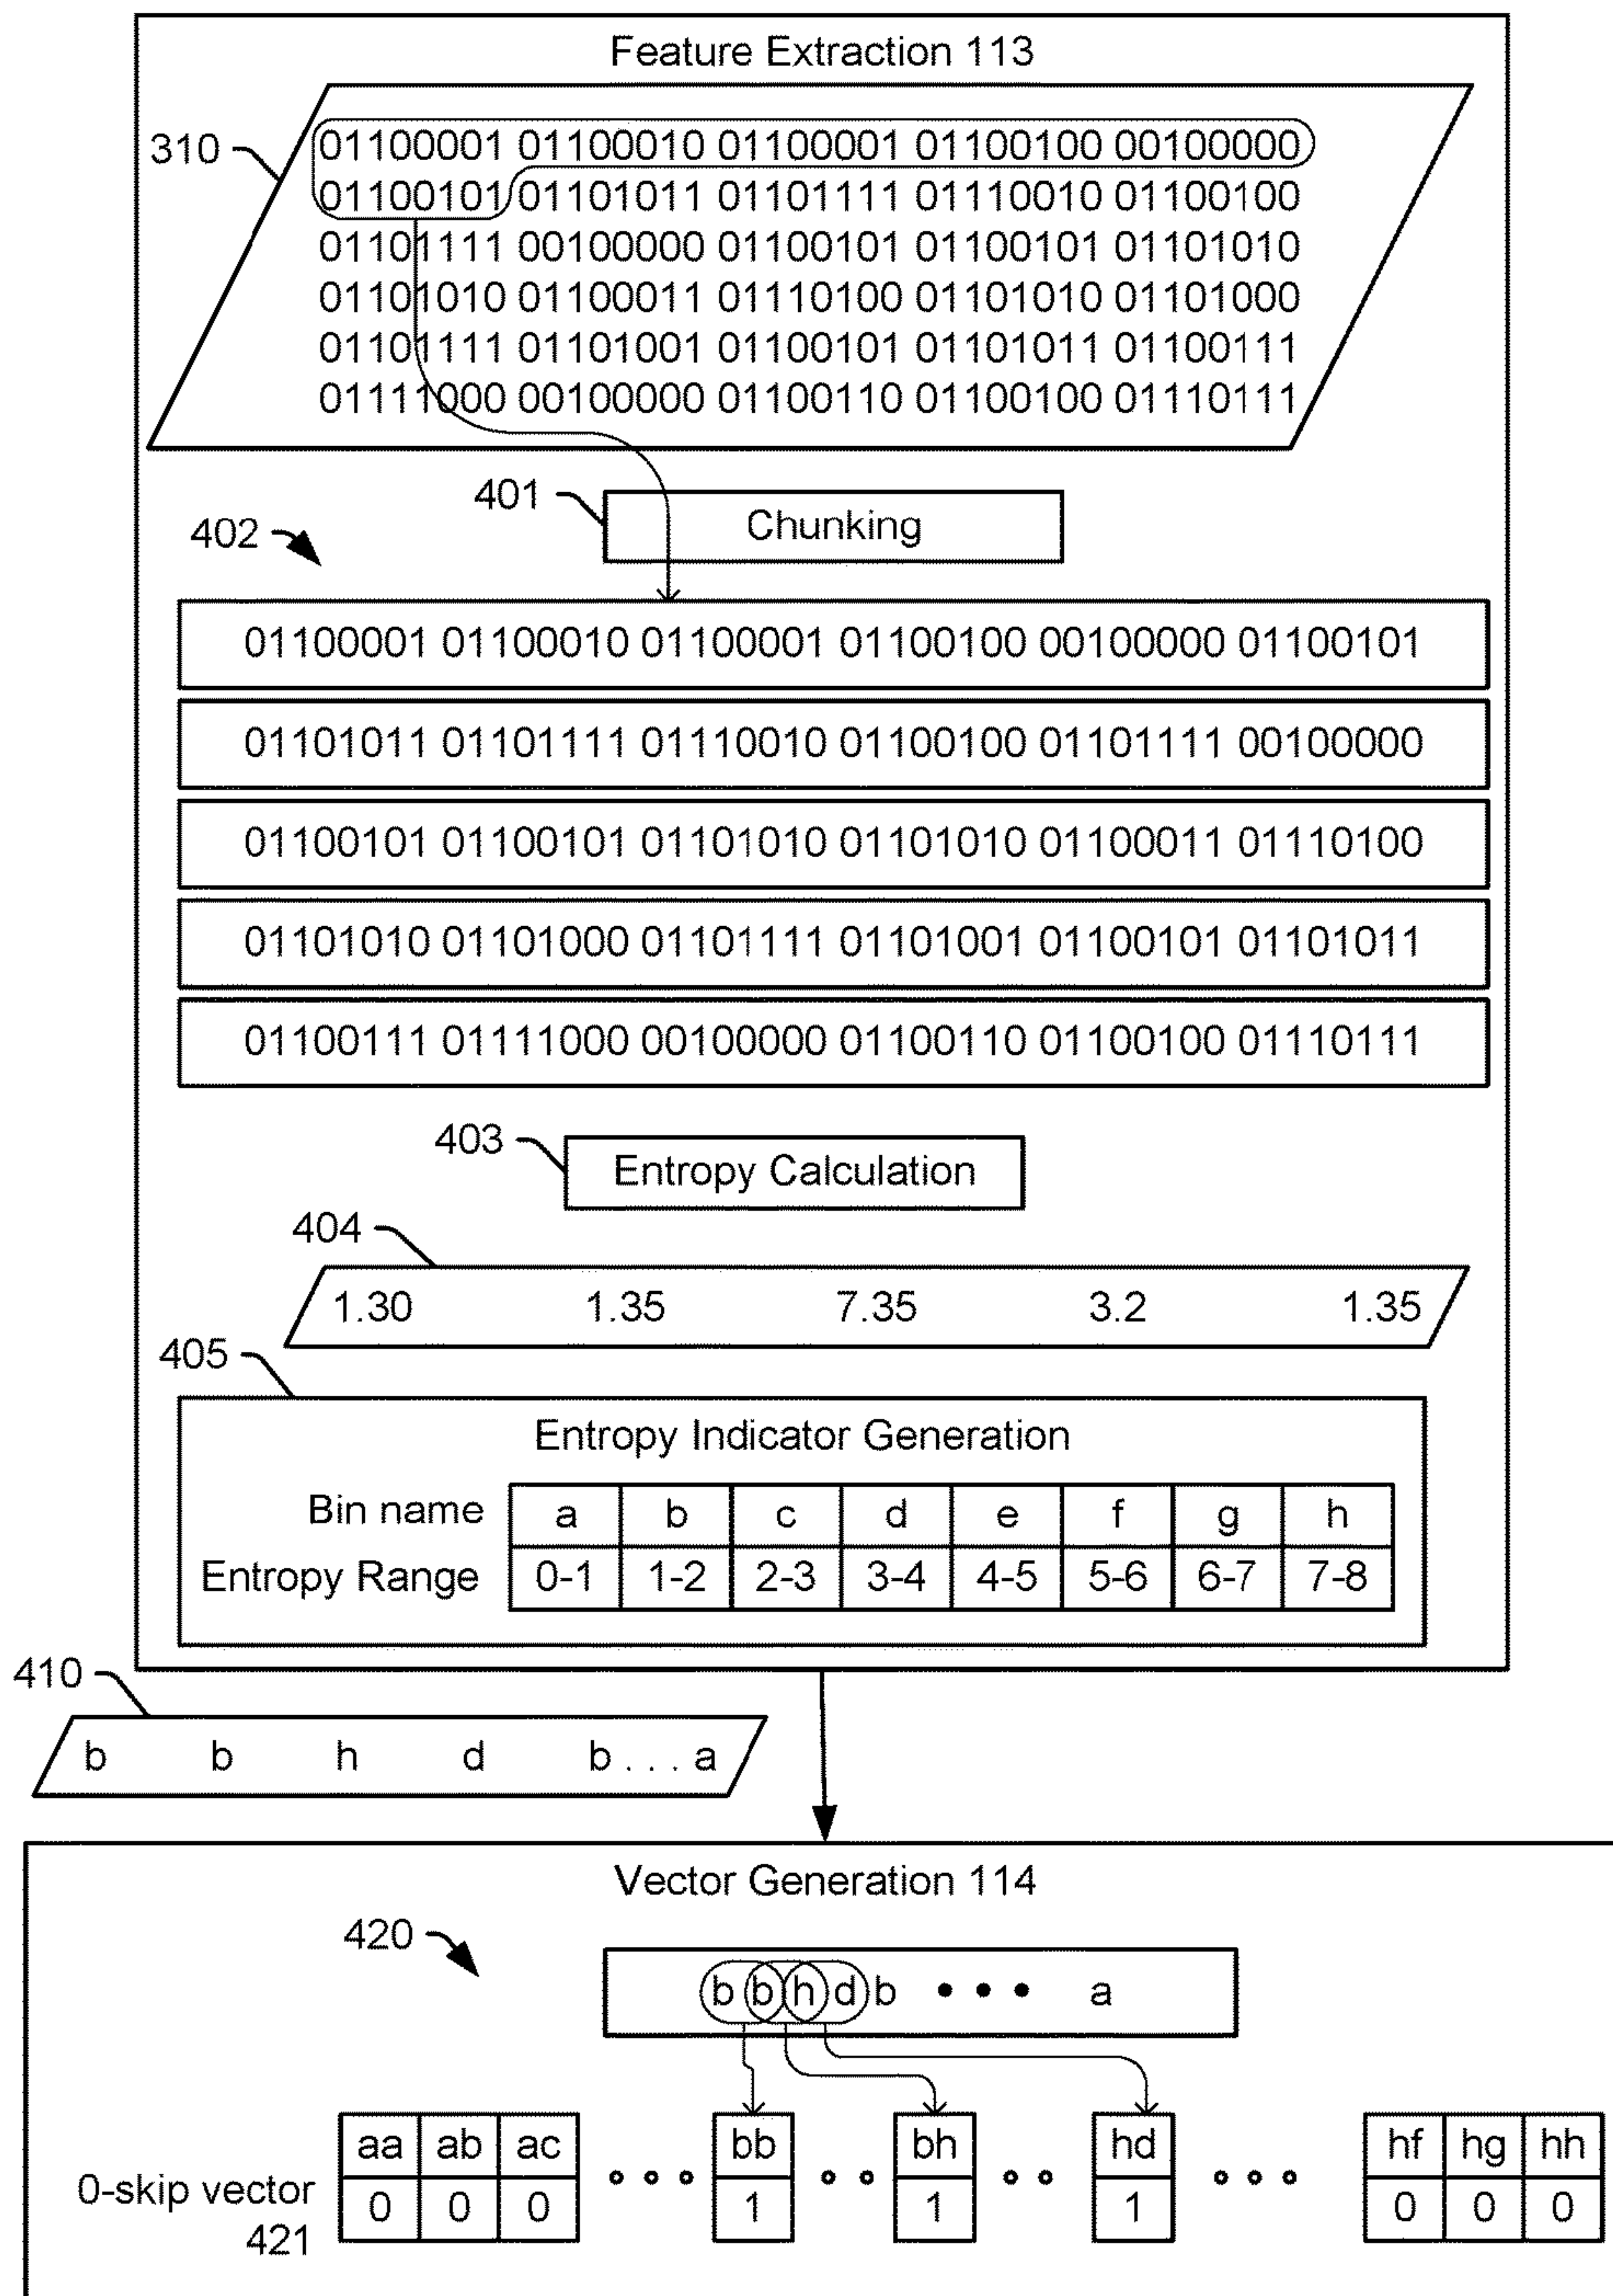 Feature Extraction 113
310
01100001 01100010 01100001 01100100 00100000
01100101 01101011 01101111 01110010 01100100
01101111 00100000 01100101 01100101 01101010
01101010 01100011 01110100 01101010 01101000
01101111 01101001 01100101 01101011 01100111
01111000 00100000 01100110 01100100 01110111
401
Chunking
402
01100001 01100010 01100001 01100100 00100000 01100101
01101011 01101111 01110010 01100100 01101111 00100000
01100101 01100101 01101010 01101010 01100011 01110100
01101010 01101000 01101111 01101001 01100101 01101011
01100111 01111000 00100000 01100110 01100100 01110111
403
Entropy Calculation
404
1.30 1.35 7.35 3.2 1.35
405
Entropy Indicator Generation
Bin name a b c d e f g h
Entropy Range 0-1 1-2 2-3 3-4 4-5 5-6 6-7 7-8
410
b b h d b . . . a
Vector Generation 114
420
b b h d b • • • a
aa ab ac bb bh hd hf hg hh
0-skip vector 0 0 0 1 1 1 0 0 0
421